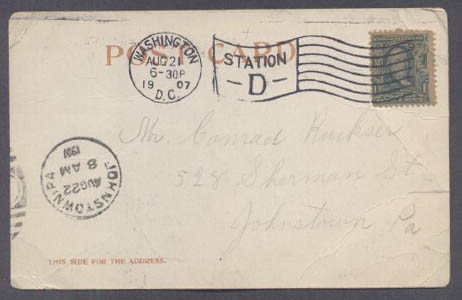 POST CARD
WASHINGTON
AUG 21
6-30P
1907
D.C.
STATION
-D-
Mr. Conrad
528 Sherman St.
Johnstown Pa
JOHNSTOWN, PA
AUG 22
8 AM
1907
THIS SIDE FOR THE ADDRESS.